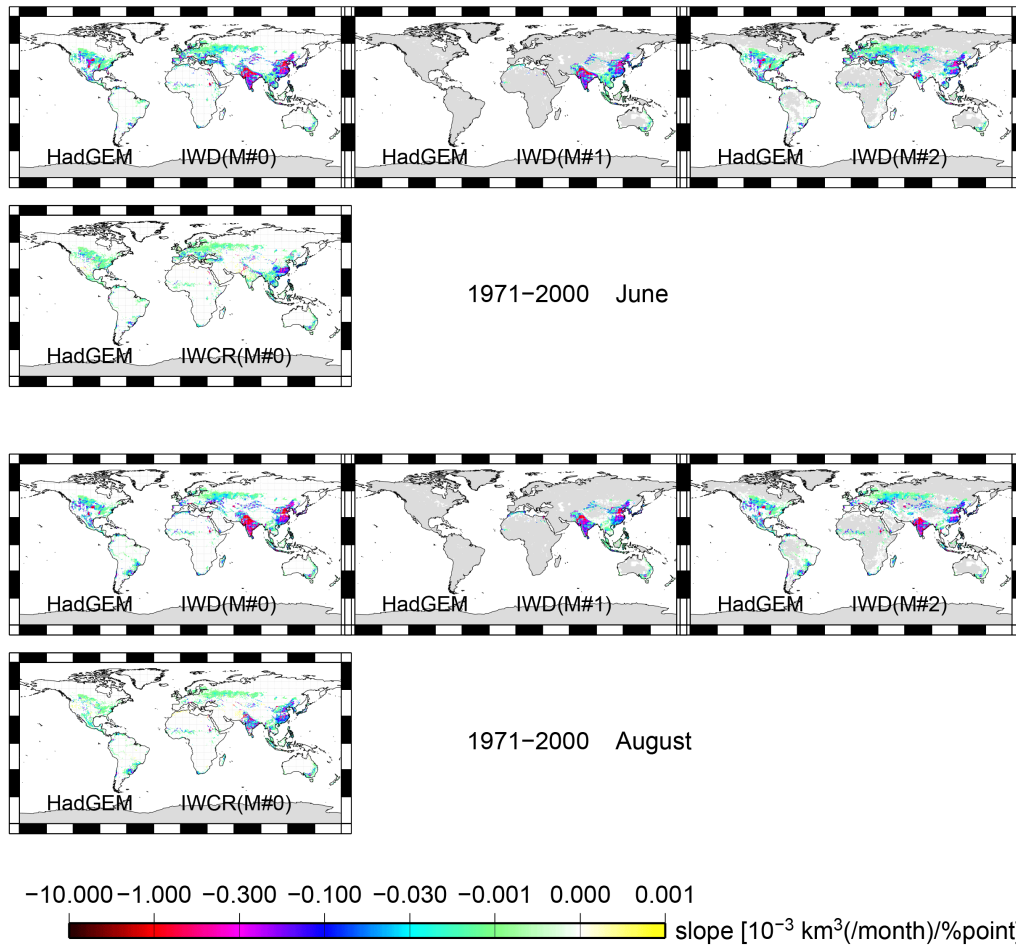 HadGEM IWD(M#0) HadGEM IWD(M#1) HadGEM IWD(M#2)
HadGEM IWCR(M#0)
1971−2000 June
HadGEM IWD(M#0) HadGEM IWD(M#1) HadGEM IWD(M#2)
HadGEM IWCR(M#0)
1971−2000 August
−10.000 −1.000 −0.300 −0.100 −0.030 −0.001 0.000 0.001
slope [10⁻³ km³(/month)/%point]